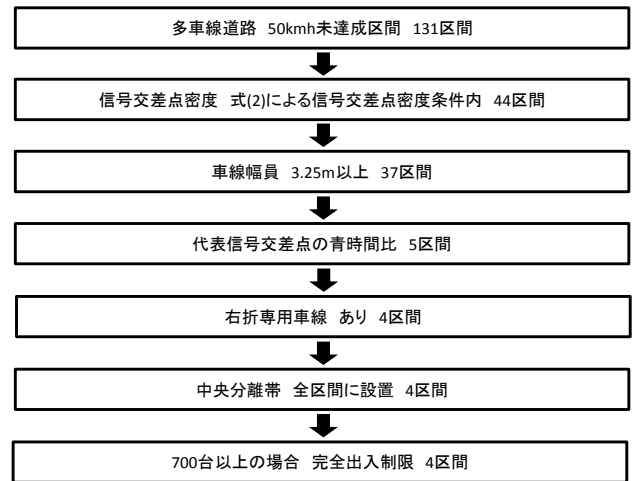 多車線道路 50kmh未達成区間 131区間
信号交差点密度 式(2)による信号交差点密度条件内 44区間
車線幅員 3.25m以上 37区間
代表信号交差点の青時間比 5区間
右折専用車線 あり 4区間
中央分離帯 全区間に設置 4区間
700台以上の場合 完全出入制限 4区間